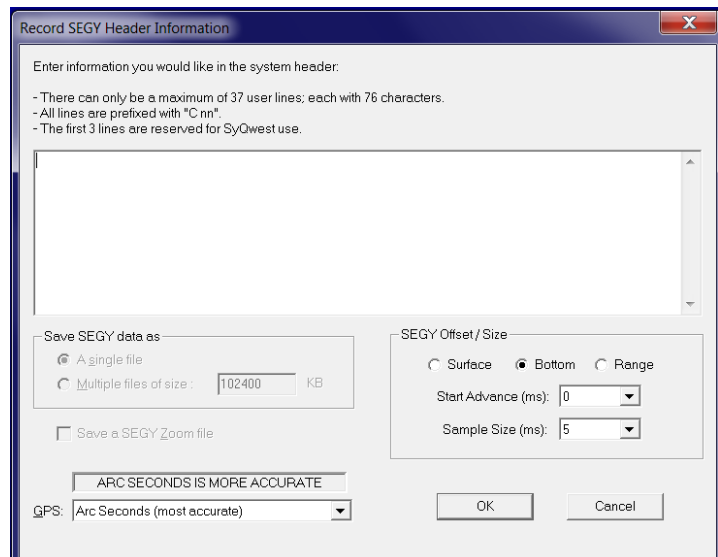 Record SEGY Header Information
X
Enter information you would like in the system header:
- There can only be a maximum of 37 user lines; each with 76 characters.
- All lines are prefixed with "C nn".
- The first 3 lines are reserved for SyQwest use.
Save SEGY data as
A single file
Multiple files of size : 102400 KB
Save a SEGY Zoom file
SEGY Offset / Size
Surface Bottom Range
Start Advance (ms): 0
Sample Size (ms): 5
ARC SECONDS IS MORE ACCURATE
GPS: Arc Seconds (most accurate)
OK Cancel